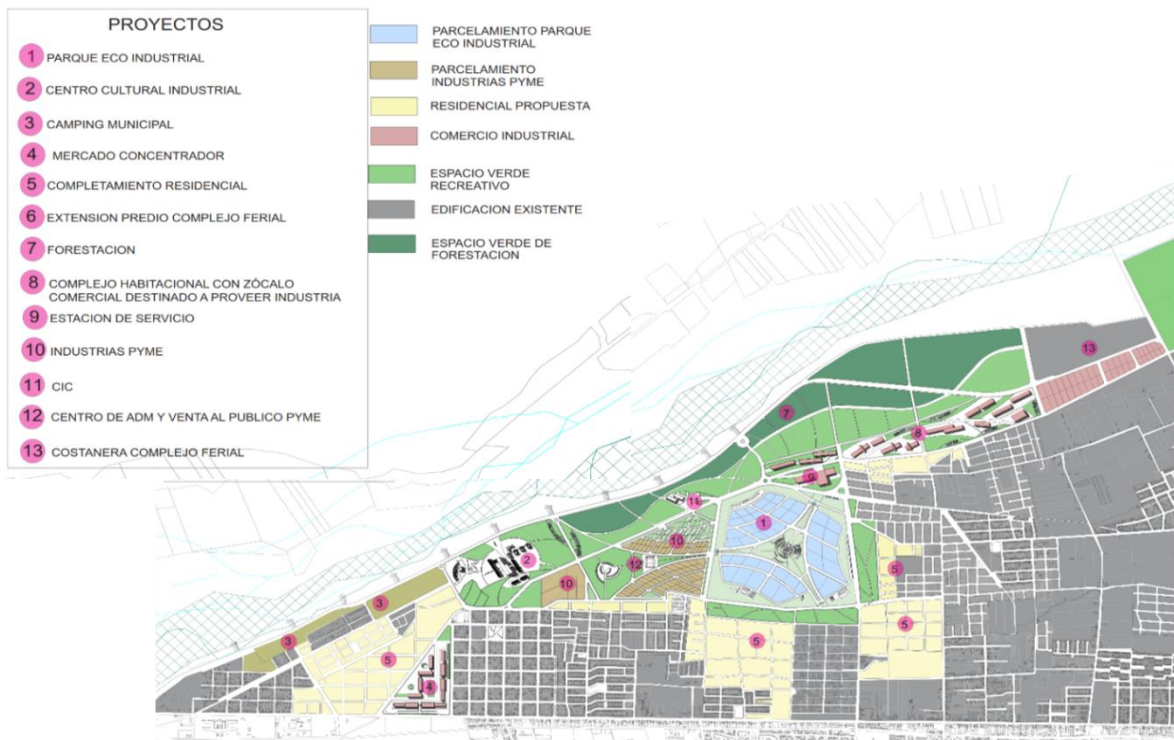 PROYECTOS
1 PARQUE ECO INDUSTRIAL
2 CENTRO CULTURAL INDUSTRIAL
3 CAMPING MUNICIPAL
4 MERCADO CONCENTRADOR
5 COMPLETAMIENTO RESIDENCIAL
6 EXTENSION PREDIO COMPLEJO FERIAL
7 FORESTACION
8 COMPLEJO HABITACIONAL CON ZÓCALO
COMERCIAL DESTINADO A PROVEER INDUSTRIA
9 ESTACION DE SERVICIO
10 INDUSTRIAS PYME
11 CIC
12 CENTRO DE ADM Y VENTA AL PUBLICO PYME
13 COSTANERA COMPLEJO FERIAL
PARCELAMIENTO PARQUE
ECO INDUSTRIAL
PARCELAMIENTO
INDUSTRIAS PYME
RESIDENCIAL PROPUESTA
COMERCIO INDUSTRIAL
ESPACIO VERDE
RECREATIVO
EDIFICACION EXISTENTE
ESPACIO VERDE DE
FORESTACION
13
7
8
9
11
1
10
2
12
10
5
3
3
5
5
5
4